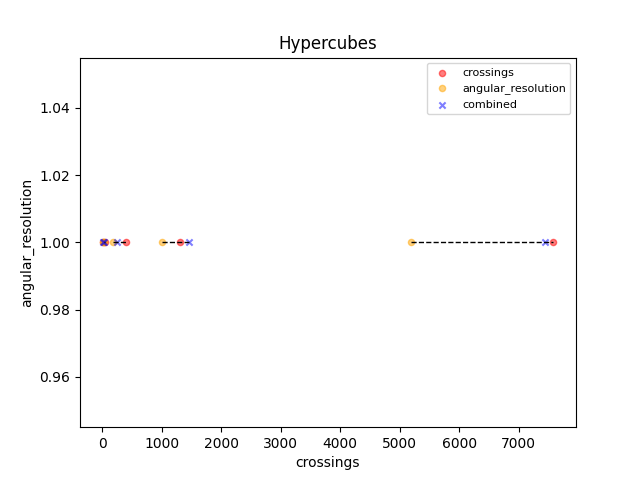 Hypercubes
crossings
angular_resolution
combined
1.04
1.02
1.00
0.98
0.96
angular_resolution
0 1000 2000 3000 4000 5000 6000 7000
crossings